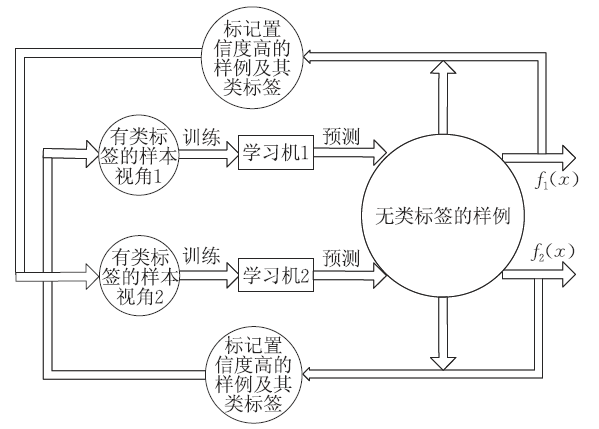 标记置
信度高的
样例及其
类标签
有类标
签的样本
视角1
训练
学习机1
预测
f₁(x)
无类标签的样例
有类标
签的样本
视角2
训练
学习机2
预测
f₂(x)
标记置
信度高的
样例及其
类标签